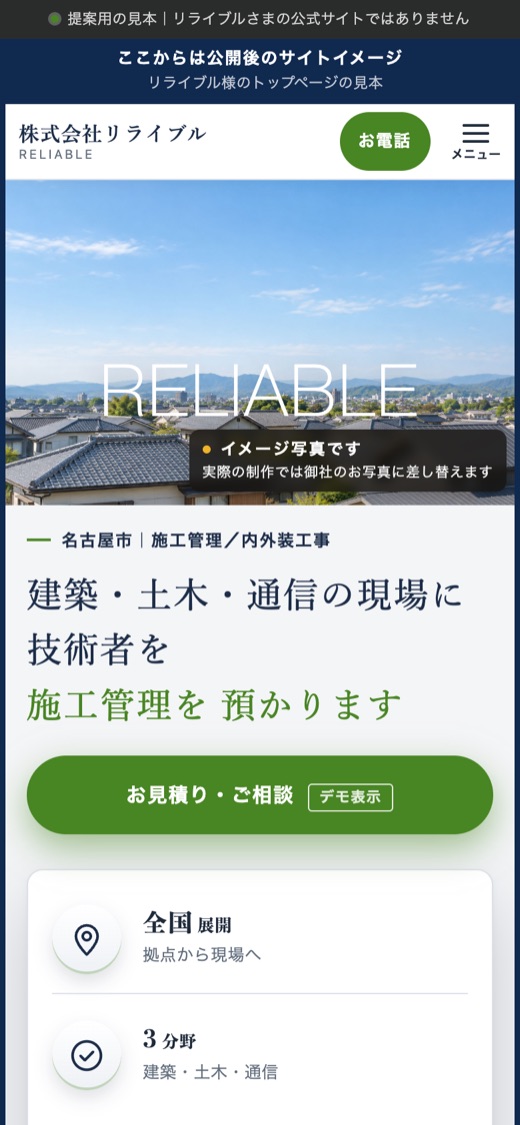 提案用の見本｜リライブルさまの公式サイトではありません
ここからは公開後のサイトイメージ
リライブル様のトップページの見本
株式会社リライブル
RELIABLE
お電話
メニュー
RELIABLE
イメージ写真です
実際の制作では御社のお写真に差し替えます
名古屋市｜施工管理／内外装工事
建築・土木・通信の現場に
技術者を
施工管理を 預かります
お見積り・ご相談 デモ表示
全国 展開
拠点から現場へ
3 分野
建築・土木・通信